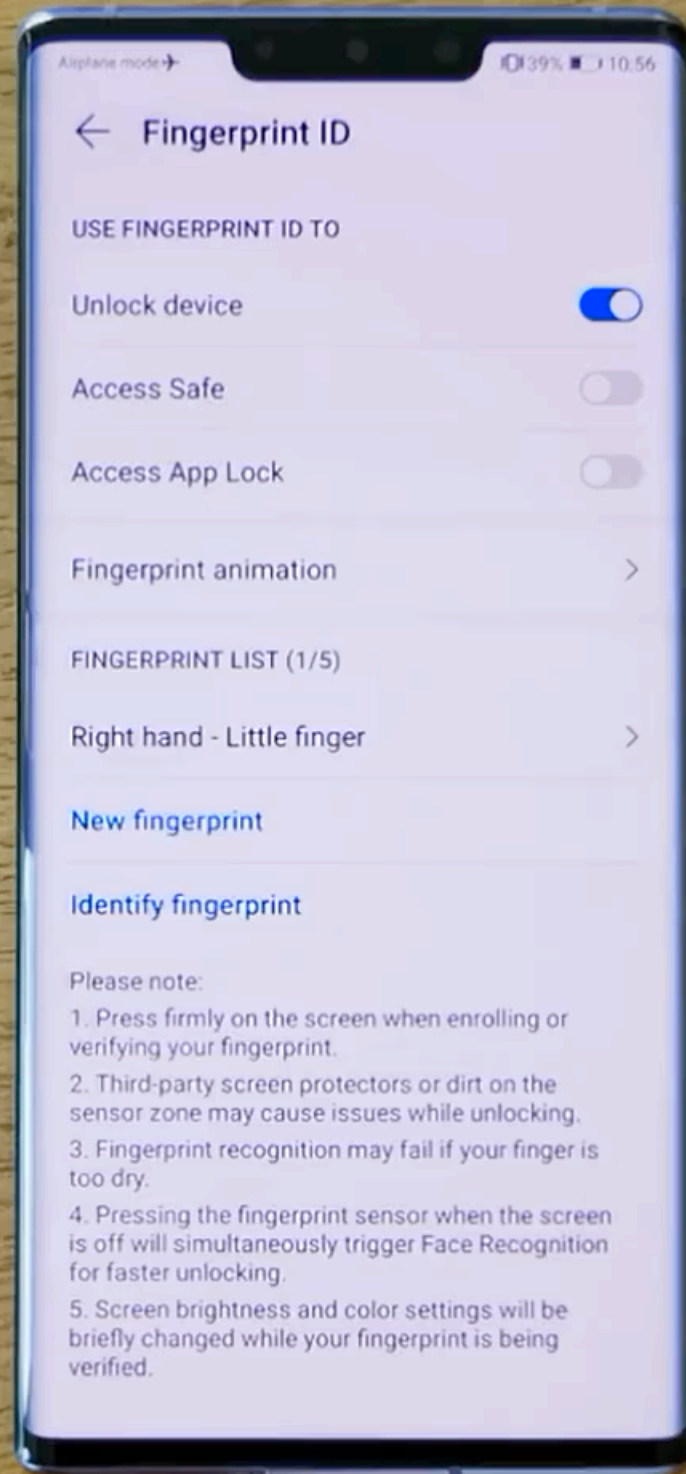 Airplane mode
39% 10:56
Fingerprint ID
USE FINGERPRINT ID TO
Unlock device
Access Safe
Access App Lock
Fingerprint animation
FINGERPRINT LIST (1/5)
Right hand - Little finger
New fingerprint
Identify fingerprint
Please note:
1. Press firmly on the screen when enrolling or
verifying your fingerprint.
2. Third-party screen protectors or dirt on the
sensor zone may cause issues while unlocking.
3. Fingerprint recognition may fail if your finger is
too dry.
4. Pressing the fingerprint sensor when the screen
is off will simultaneously trigger Face Recognition
for faster unlocking.
5. Screen brightness and color settings will be
briefly changed while your fingerprint is being
verified.